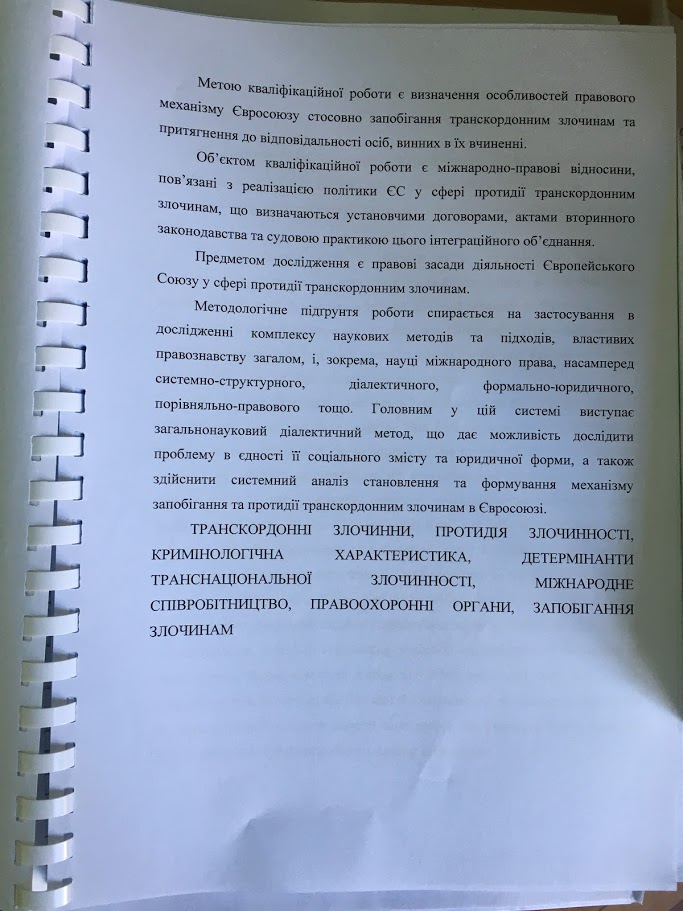 Метою кваліфікаційної роботи є визначення особливостей правового
механізму Євросоюзу стосовно запобігання транскордонним злочинам та
притягнення до відповідальності осіб, винних в їх вчиненні.
Об’єктом кваліфікаційної роботи є міжнародно-правові відносини,
пов’язані з реалізацією політики ЄС у сфері протидії транскордонним
злочинам, що визначаються установчими договорами, актами вторинного
законодавства та судовою практикою цього інтеграційного об’єднання.
Предметом дослідження є правові засади діяльності Європейського
Союзу у сфері протидії транскордонним злочинам.
Методологічне підґрунтя роботи спирається на застосування в
дослідженні комплексу наукових методів та підходів, властивих
правознавству загалом, і, зокрема, науці міжнародного права, насамперед
системно-структурного, діалектичного, формально-юридичного,
порівняльно-правового тощо. Головним у цій системі виступає
загальнонауковий діалектичний метод, що дає можливість дослідити
проблему в єдності її соціального змісту та юридичної форми, а також
здійснити системний аналіз становлення та формування механізму
запобігання та протидії транскордонним злочинам в Євросоюзі.
ТРАНСКОРДОННІ ЗЛОЧИННИ, ПРОТИДІЯ ЗЛОЧИННОСТІ,
КРИМІНОЛОГІЧНА ХАРАКТЕРИСТИКА, ДЕТЕРМІНАНТИ
ТРАНСНАЦІОНАЛЬНОЇ ЗЛОЧИННОСТІ, МІЖНАРОДНЕ
СПІВРОБІТНИЦТВО, ПРАВООХОРОННІ ОРГАНИ, ЗАПОБІГАННЯ
ЗЛОЧИНАМ